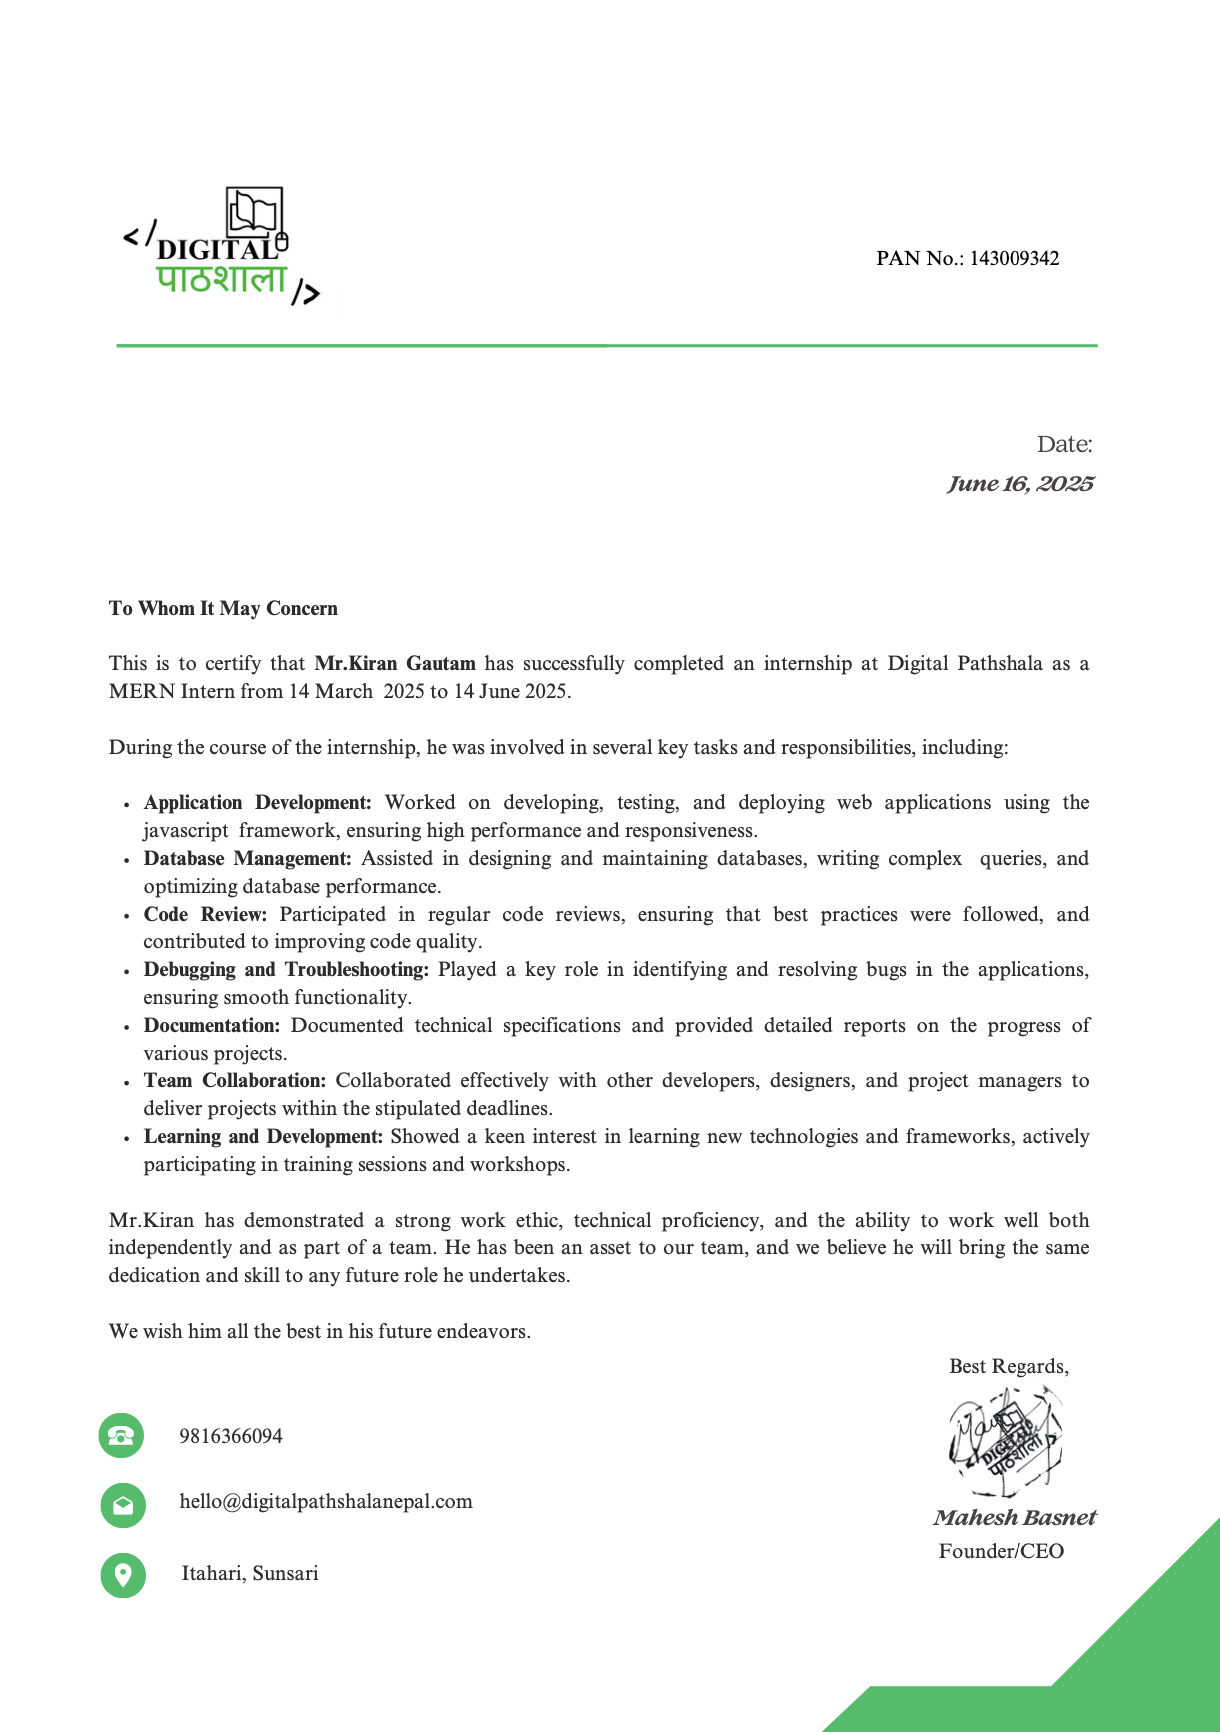 </DIGITAL
पाठशाला
/>
PAN No.: 143009342
Date:
June 16, 2025
To Whom It May Concern
This is to certify that Mr.Kiran Gautam has successfully completed an internship at Digital Pathshala as a
MERN Intern from 14 March  2025 to 14 June 2025.
During the course of the internship, he was involved in several key tasks and responsibilities, including:
• Application Development: Worked on developing, testing, and deploying web applications using the
javascript  framework, ensuring high performance and responsiveness.
• Database Management: Assisted in designing and maintaining databases, writing complex  queries, and
optimizing database performance.
• Code Review: Participated in regular code reviews, ensuring that best practices were followed, and
contributed to improving code quality.
• Debugging and Troubleshooting: Played a key role in identifying and resolving bugs in the applications,
ensuring smooth functionality.
• Documentation: Documented technical specifications and provided detailed reports on the progress of
various projects.
• Team Collaboration: Collaborated effectively with other developers, designers, and project managers to
deliver projects within the stipulated deadlines.
• Learning and Development: Showed a keen interest in learning new technologies and frameworks, actively
participating in training sessions and workshops.
Mr.Kiran has demonstrated a strong work ethic, technical proficiency, and the ability to work well both
independently and as part of a team. He has been an asset to our team, and we believe he will bring the same
dedication and skill to any future role he undertakes.
We wish him all the best in his future endeavors.
Best Regards,
DIGITAL
पाठशाला
Mahesh Basnet
Founder/CEO
9816366094
hello@digitalpathshalanepal.com
Itahari, Sunsari